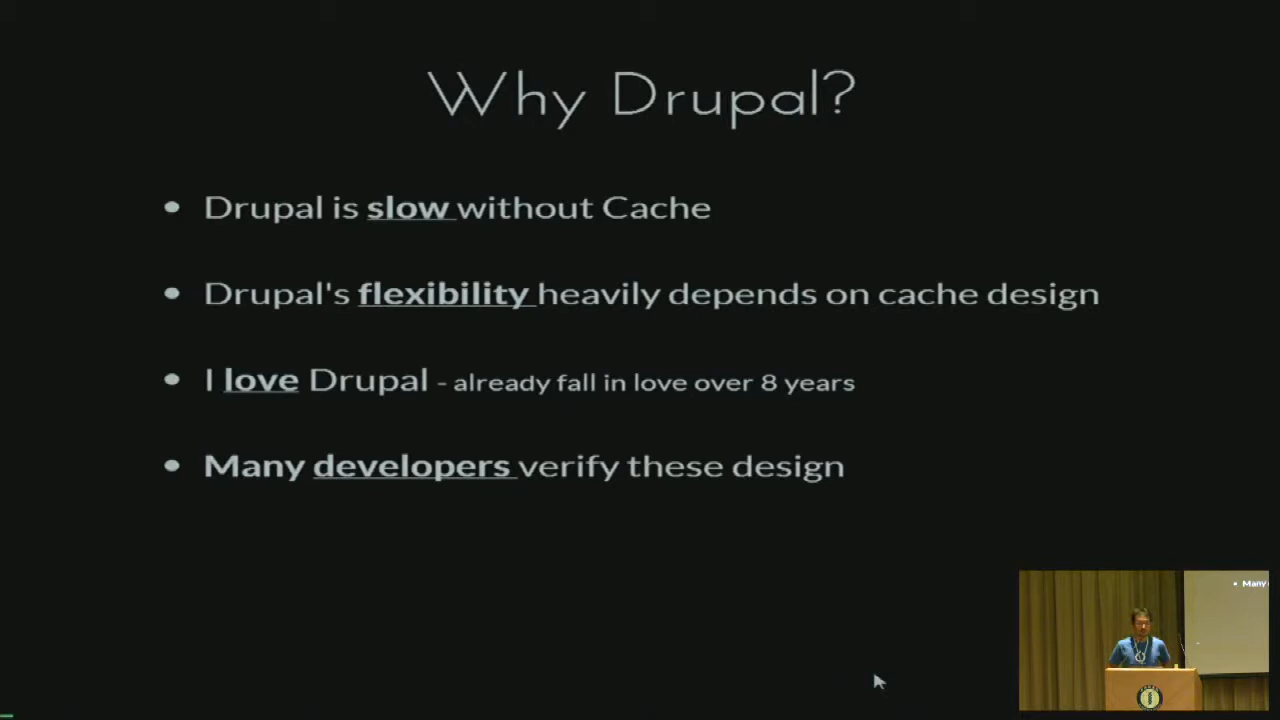 Why Drupal?
• Drupal is slow without Cache
• Drupal's flexibility heavily depends on cache design
• I love Drupal - already fall in love over 8 years
• Many developers verify these design
• Many